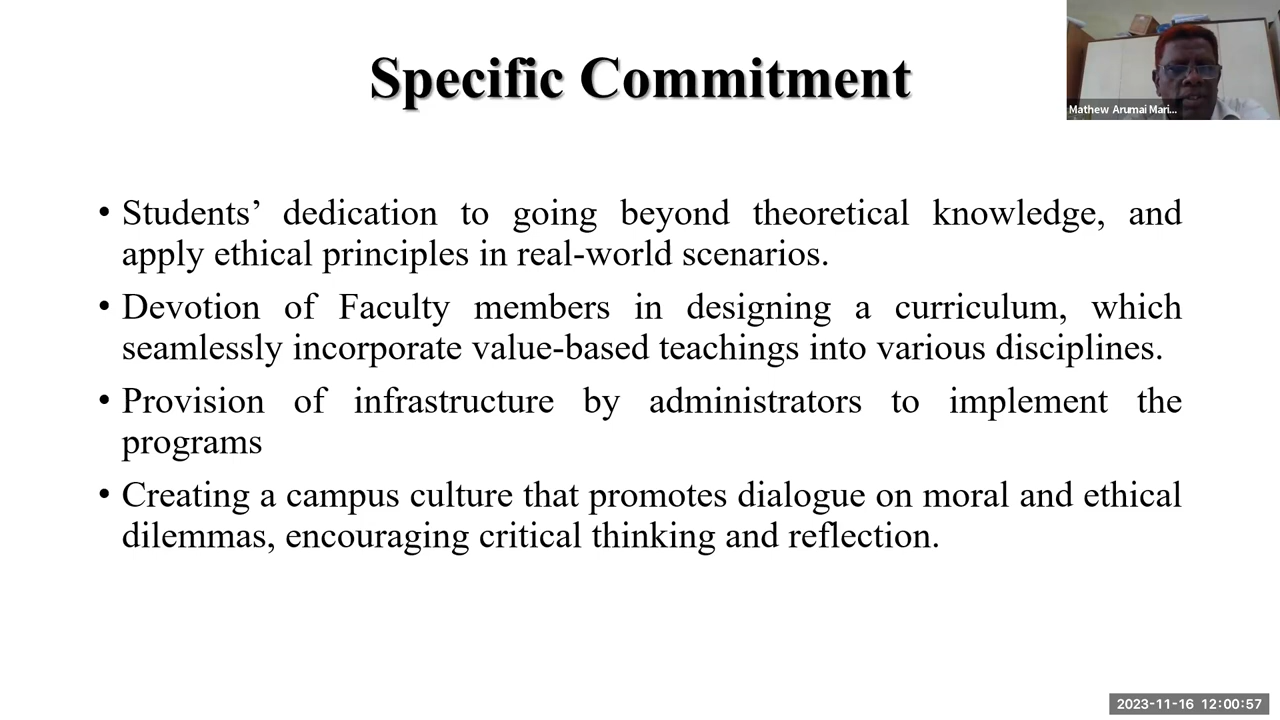 Specific Commitment
Mathew Arumai Mari...
• Students’ dedication to going beyond theoretical knowledge, and
apply ethical principles in real-world scenarios.
• Devotion of Faculty members in designing a curriculum, which
seamlessly incorporate value-based teachings into various disciplines.
• Provision of infrastructure by administrators to implement the
programs
• Creating a campus culture that promotes dialogue on moral and ethical
dilemmas, encouraging critical thinking and reflection.
2023-11-16 12:00:57